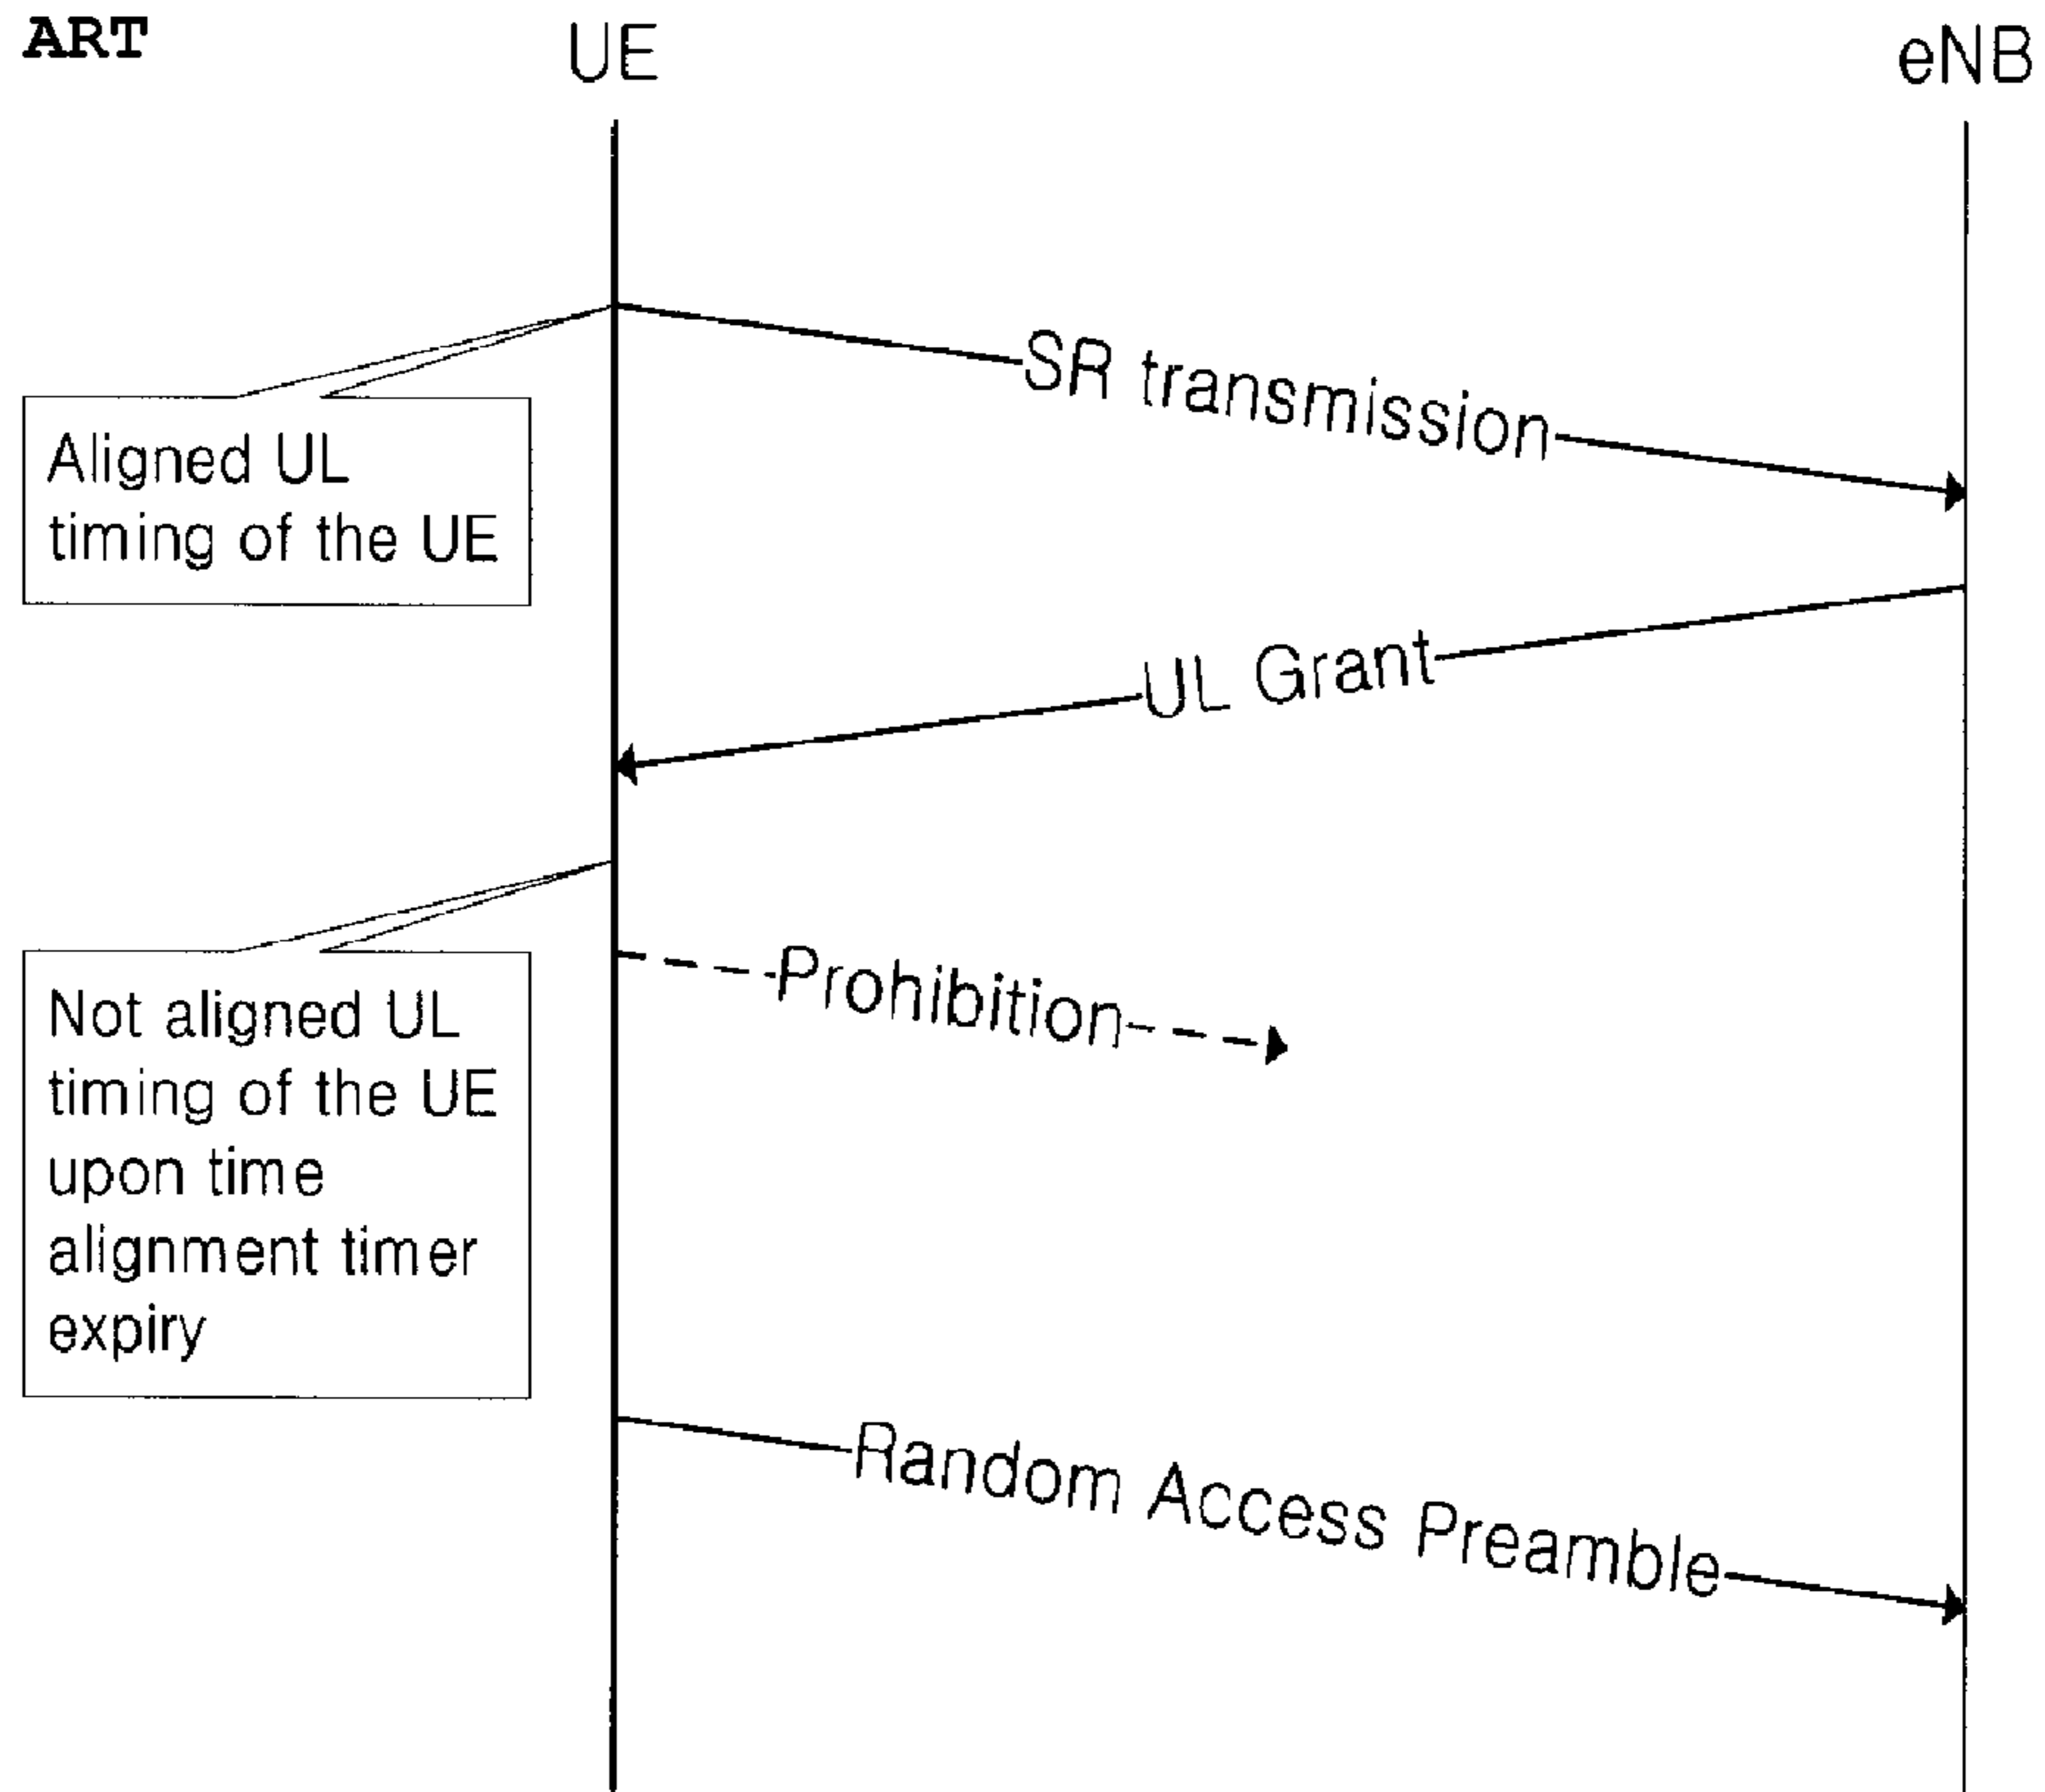 ART
UE
eNB
SR transmission
Aligned UL
timing of the UE
UL Grant
Prohibition
Not aligned UL
timing of the UE
upon time
alignment timer
expiry
Random Access Preamble